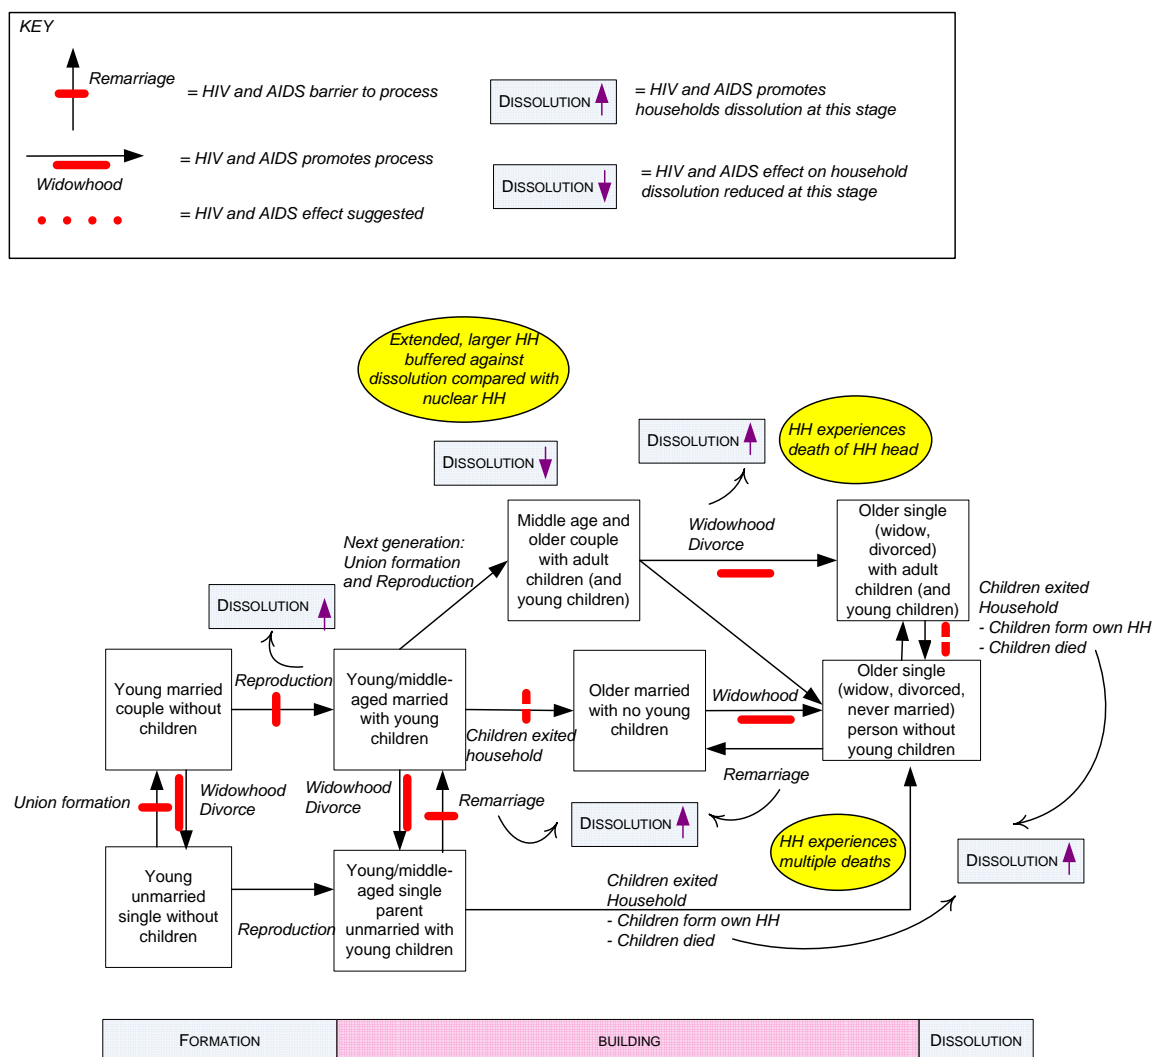 KEY
Remarriage
= HIV and AIDS barrier to process
Widowhood
= HIV and AIDS promotes process
= HIV and AIDS effect suggested
DISSOLUTION
= HIV and AIDS promotes
households dissolution at this stage
DISSOLUTION
= HIV and AIDS effect on household
dissolution reduced at this stage
Extended, larger HH
buffered against
dissolution compared with
nuclear HH
DISSOLUTION
DISSOLUTION
HH experiences
death of HH head
Next generation:
Union formation
and Reproduction
Middle age and
older couple
with adult
children (and
young children)
Widowhood
Divorce
Older single
(widow,
divorced)
with adult
children (and
young children)
Children exited
Household
- Children form own HH
- Children died
DISSOLUTION
Reproduction
Young married
couple without
children
Young/middle-
aged married
with young
children
Children exited
household
Older married
with no young
children
Widowhood
Older single
(widow, divorced,
never married)
person without
young children
Union formation
Widowhood
Divorce
Widowhood
Divorce
Remarriage
Remarriage
DISSOLUTION
HH experiences
multiple deaths
DISSOLUTION
Young
unmarried
single without
children
Reproduction
Young/middle-
aged single
parent
unmarried with
young children
Children exited
Household
- Children form own HH
- Children died
FORMATION
BUILDING
DISSOLUTION